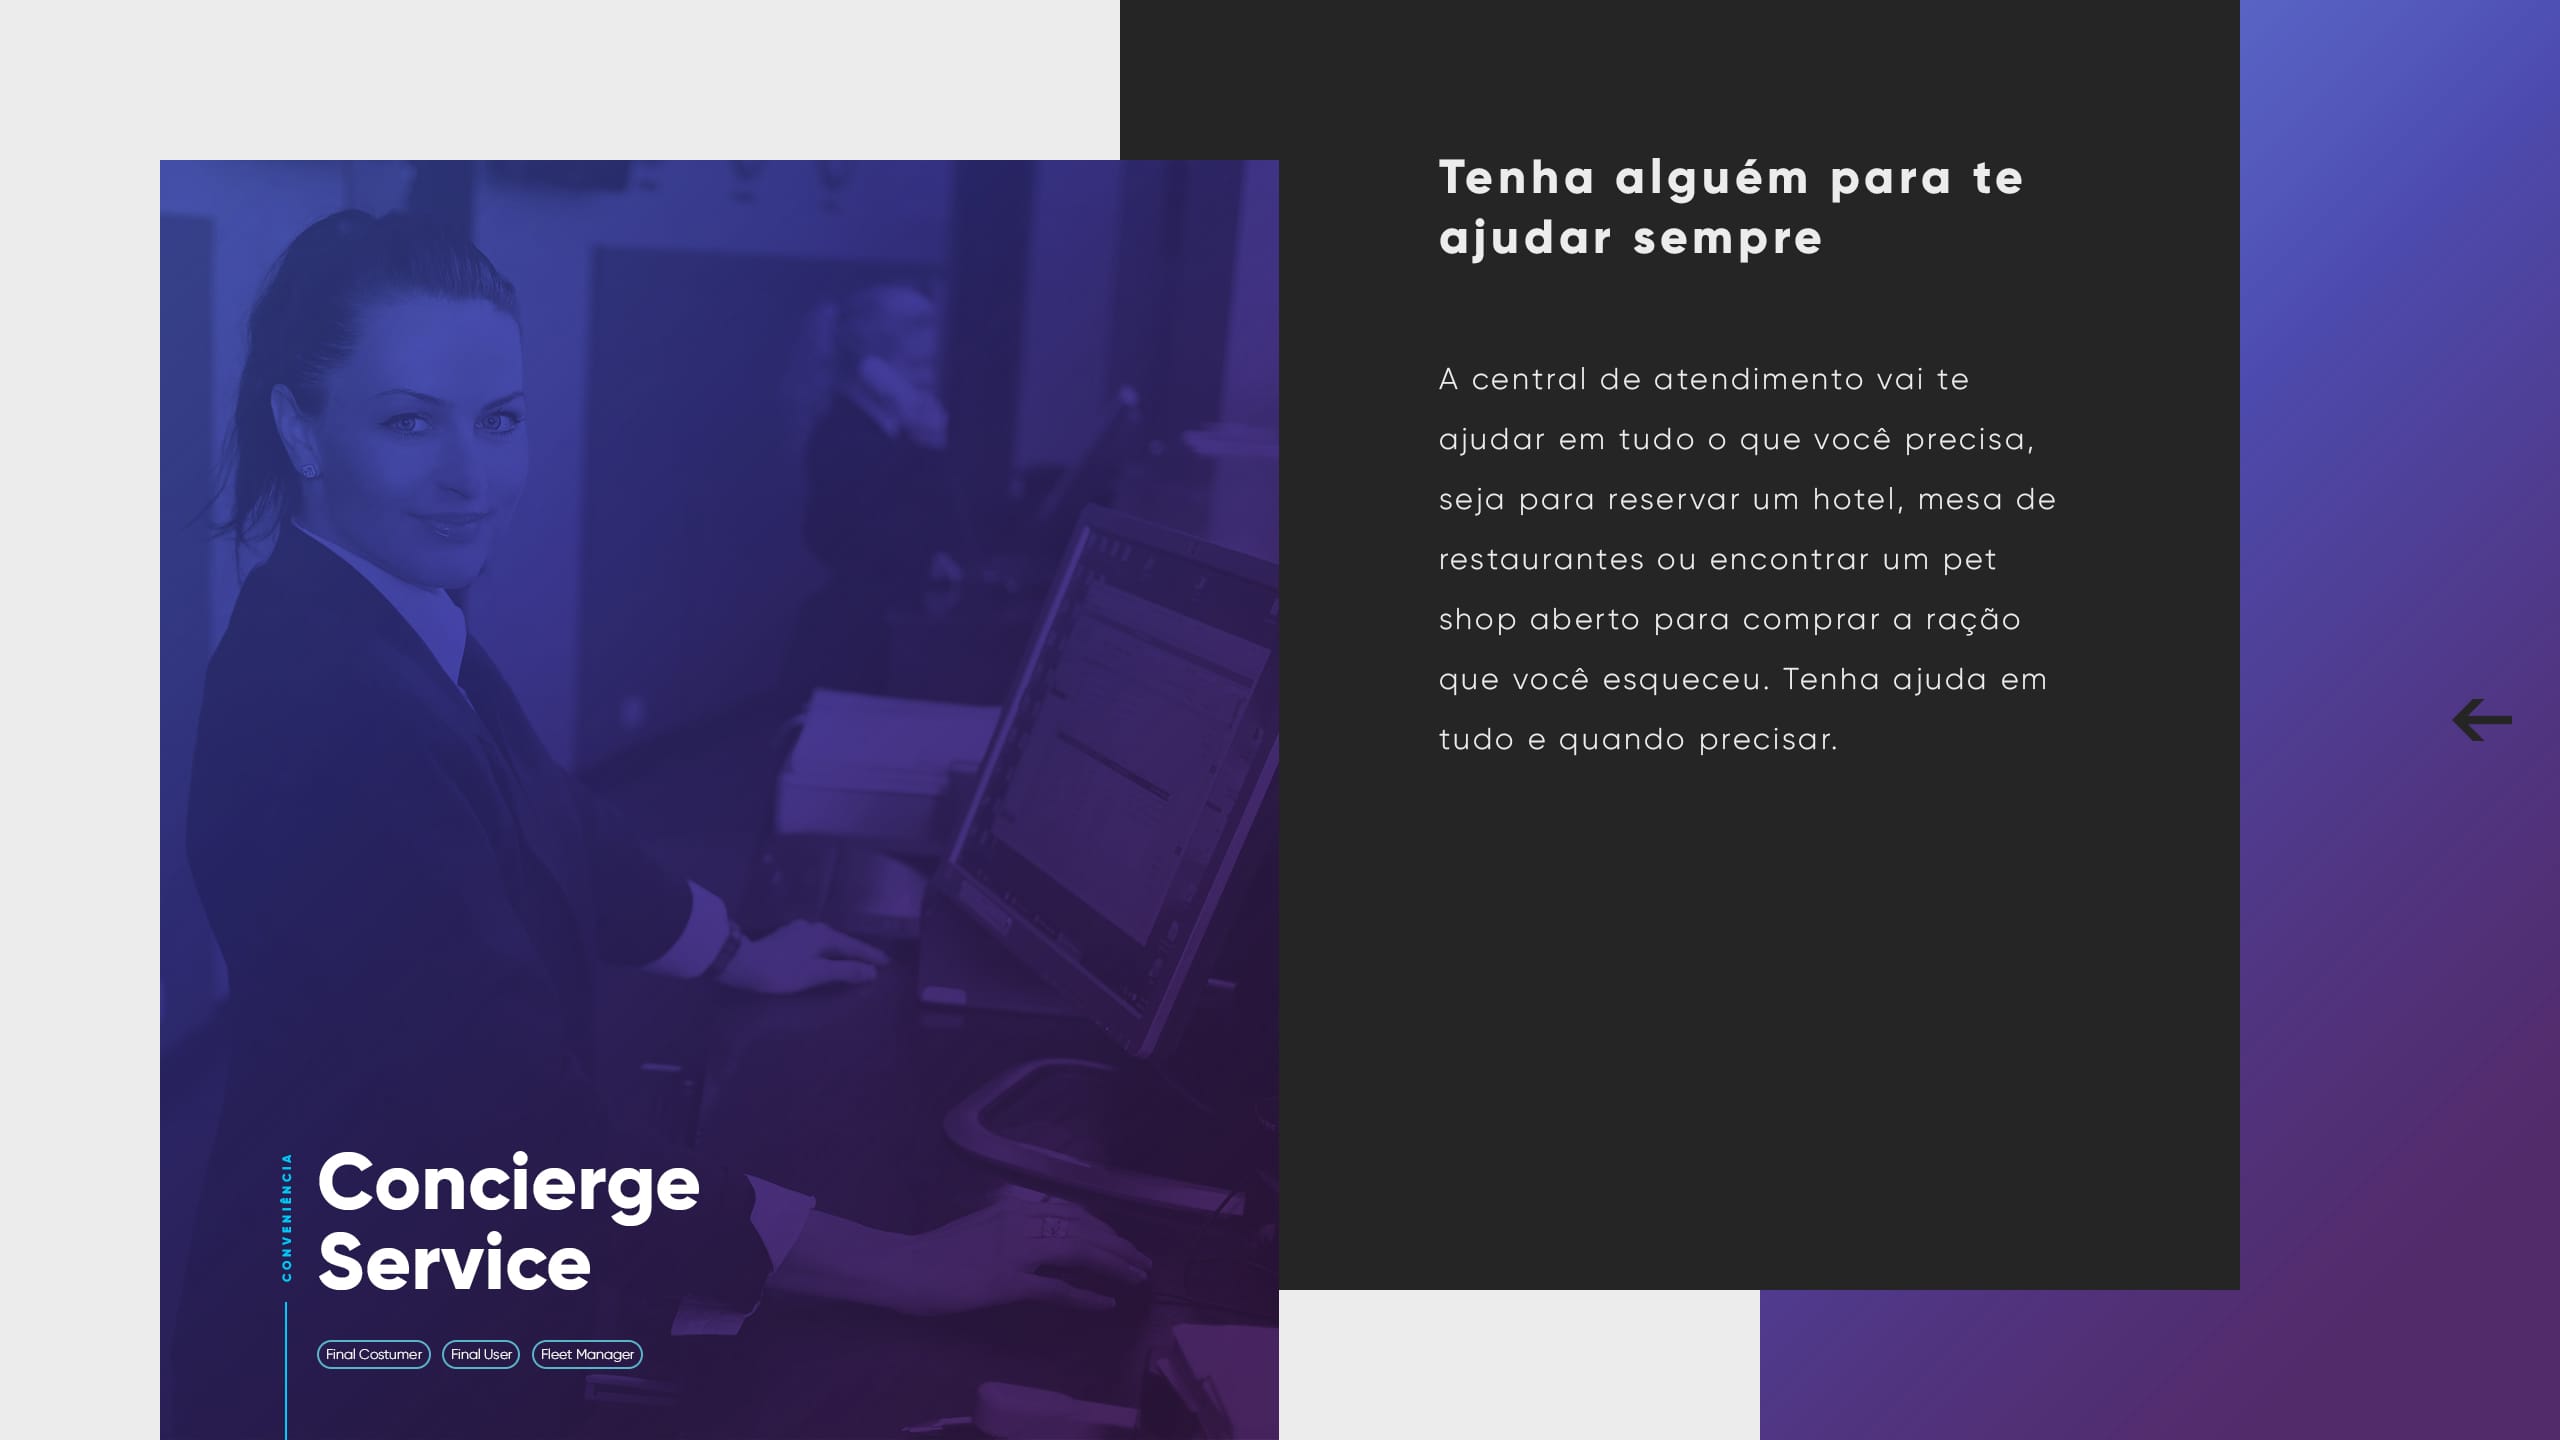 CONVENIÊNCIA
Concierge
Service
Final Costumer
Final User
Fleet Manager
Tenha alguém para te
ajudar sempre
A central de atendimento vai te
ajudar em tudo o que você precisa,
seja para reservar um hotel, mesa de
restaurantes ou encontrar um pet
shop aberto para comprar a ração
que você esqueceu. Tenha ajuda em
tudo e quando precisar.